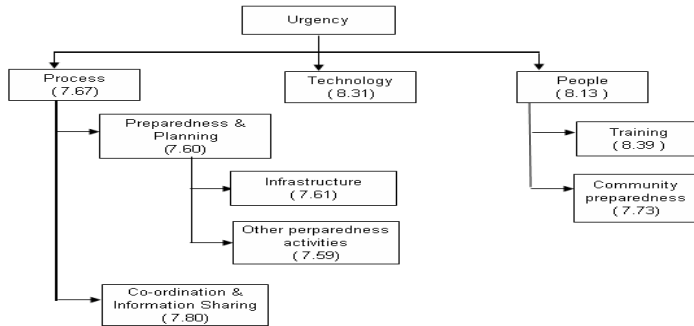 Urgency
Process
( 7.67)
Technology
( 8.31)
People
( 8.13 )
Preparedness &
Planning
(7.60)
Infrastructure
( 7.61)
Other perparedness
activities
( 7.59)
Co-ordination &
Information Sharing
( 7.80)
Training
( 8.39 )
Community
preparedness
( 7.73)